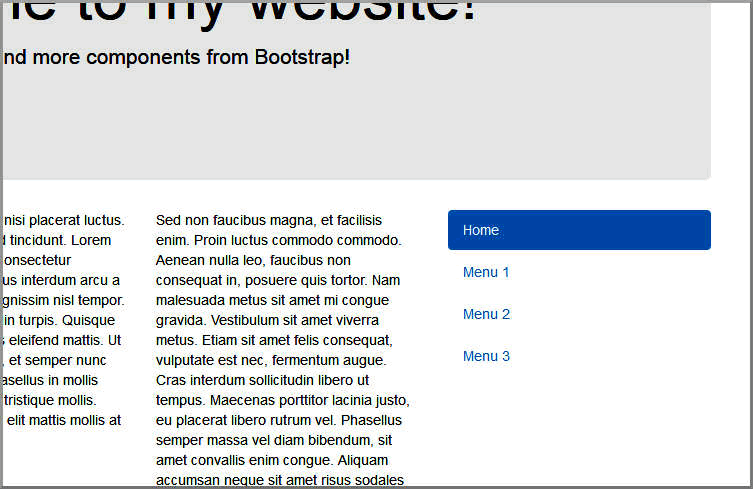 ne to my website!
nd more components from Bootstrap!
nisi placerat luctus.
tincidunt. Lorem
onsectetur
us interdum arcu a
gnissim nisl tempor.
in turpis. Quisque
s eleifend mattis. Ut
, et semper nunc
asellus in mollis
tristique mollis.
elit mattis mollis at
Sed non faucibus magna, et facilisis
enim. Proin luctus commodo commodo.
Aenean nulla leo, faucibus non
consequat in, posuere quis tortor. Nam
malesuada metus sit amet mi congue
gravida. Vestibulum sit amet viverra
metus. Etiam sit amet felis consequat,
vulputate est nec, fermentum augue.
Cras interdum sollicitudin libero ut
tempus. Maecenas porttitor lacinia justo,
eu placerat libero rutrum vel. Phasellus
semper massa vel diam bibendum, sit
amet convallis enim congue. Aliquam
accumsan neque sit amet risus sodales
Home
Menu 1
Menu 2
Menu 3